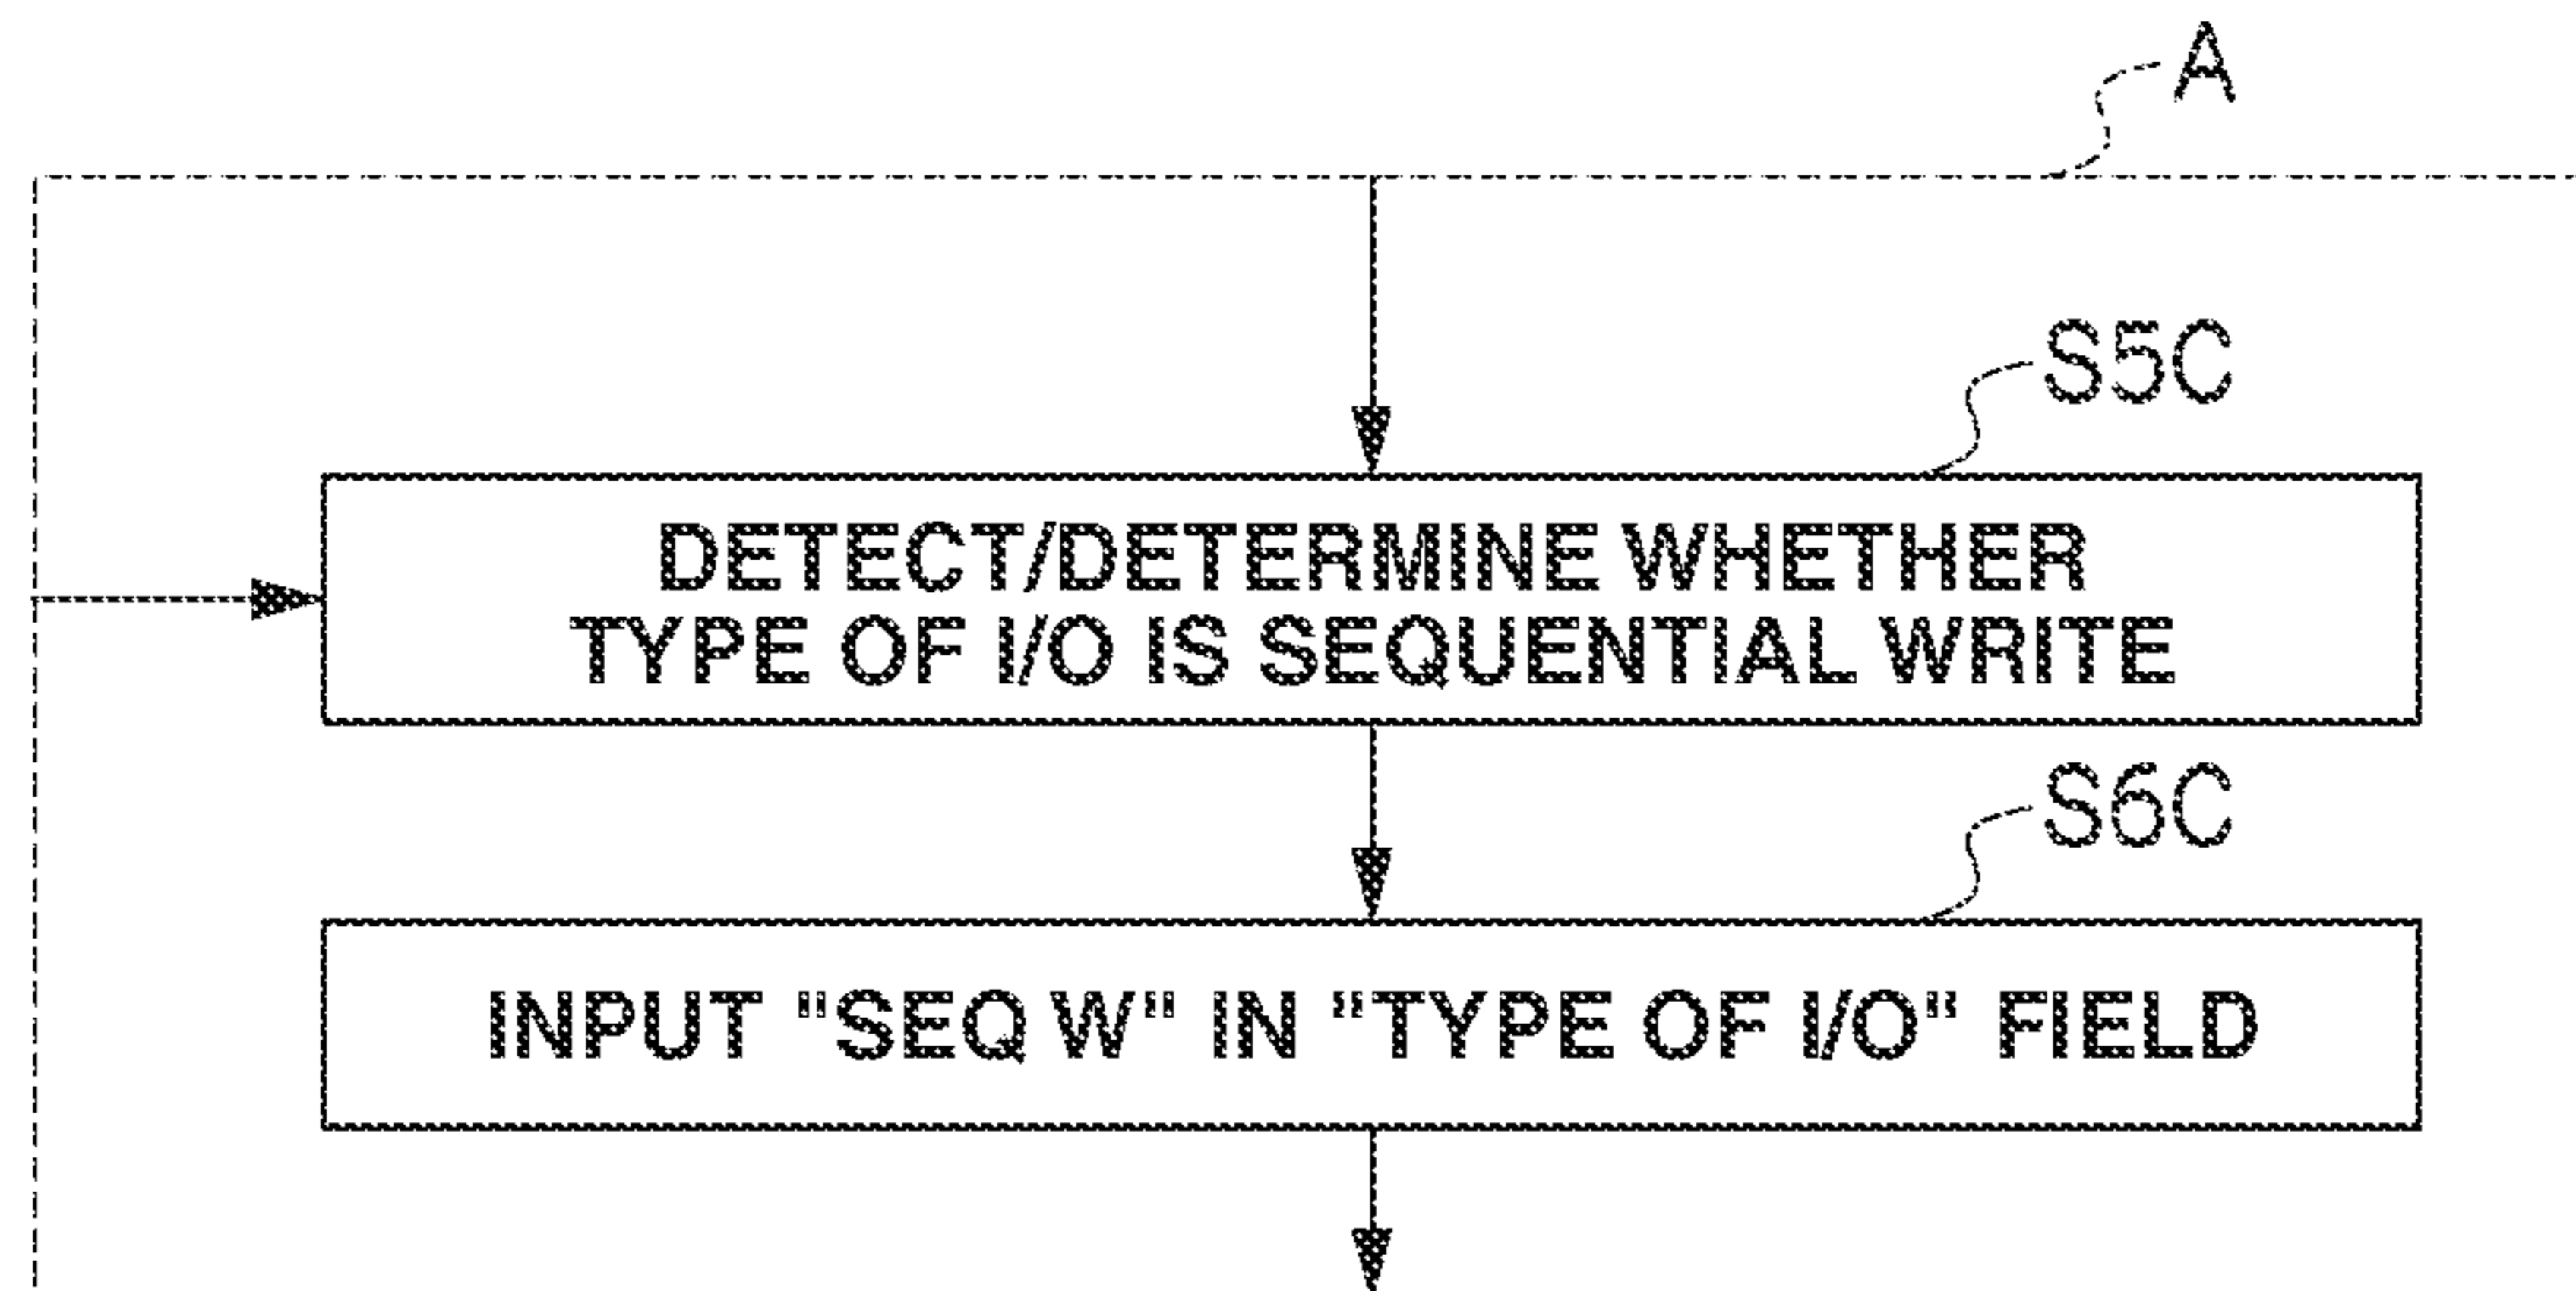 A
S5C
DETECT/DETERMINE WHETHER
TYPE OF I/O IS SEQUENTIAL WRITE
S6C
INPUT "SEQ W" IN "TYPE OF I/O" FIELD